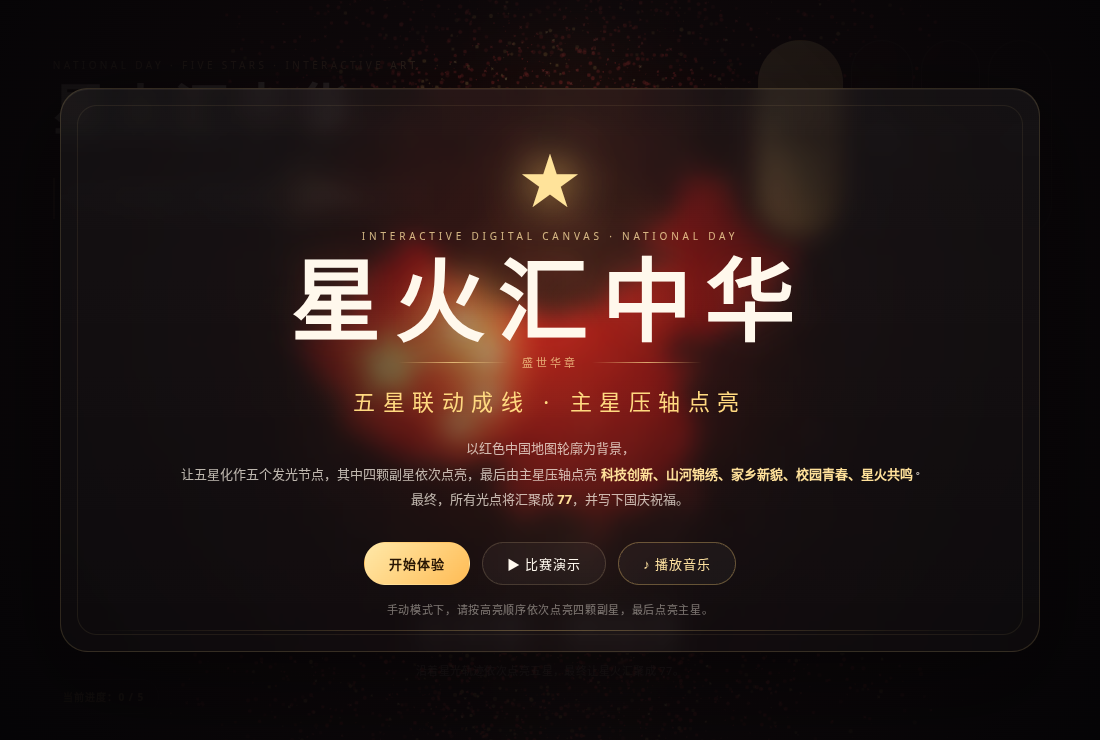 NATIONAL DAY · FIVE STARS · INTERACTIVE ART
INTERACTIVE DIGITAL CANVAS · NATIONAL DAY
星火汇中华
盛世华章
五星联动成线 · 主星压轴点亮
以红色中国地图轮廓为背景，
让五星化作五个发光节点，其中四颗副星依次点亮，最后由主星压轴点亮 科技创新、山河锦绣、家乡新貌、校园青春、星火共鸣。
最终，所有光点将汇聚成 77，并写下国庆祝福。
开始体验
▶ 比赛演示
♪ 播放音乐
手动模式下，请按高亮顺序依次点亮四颗副星，最后点亮主星。